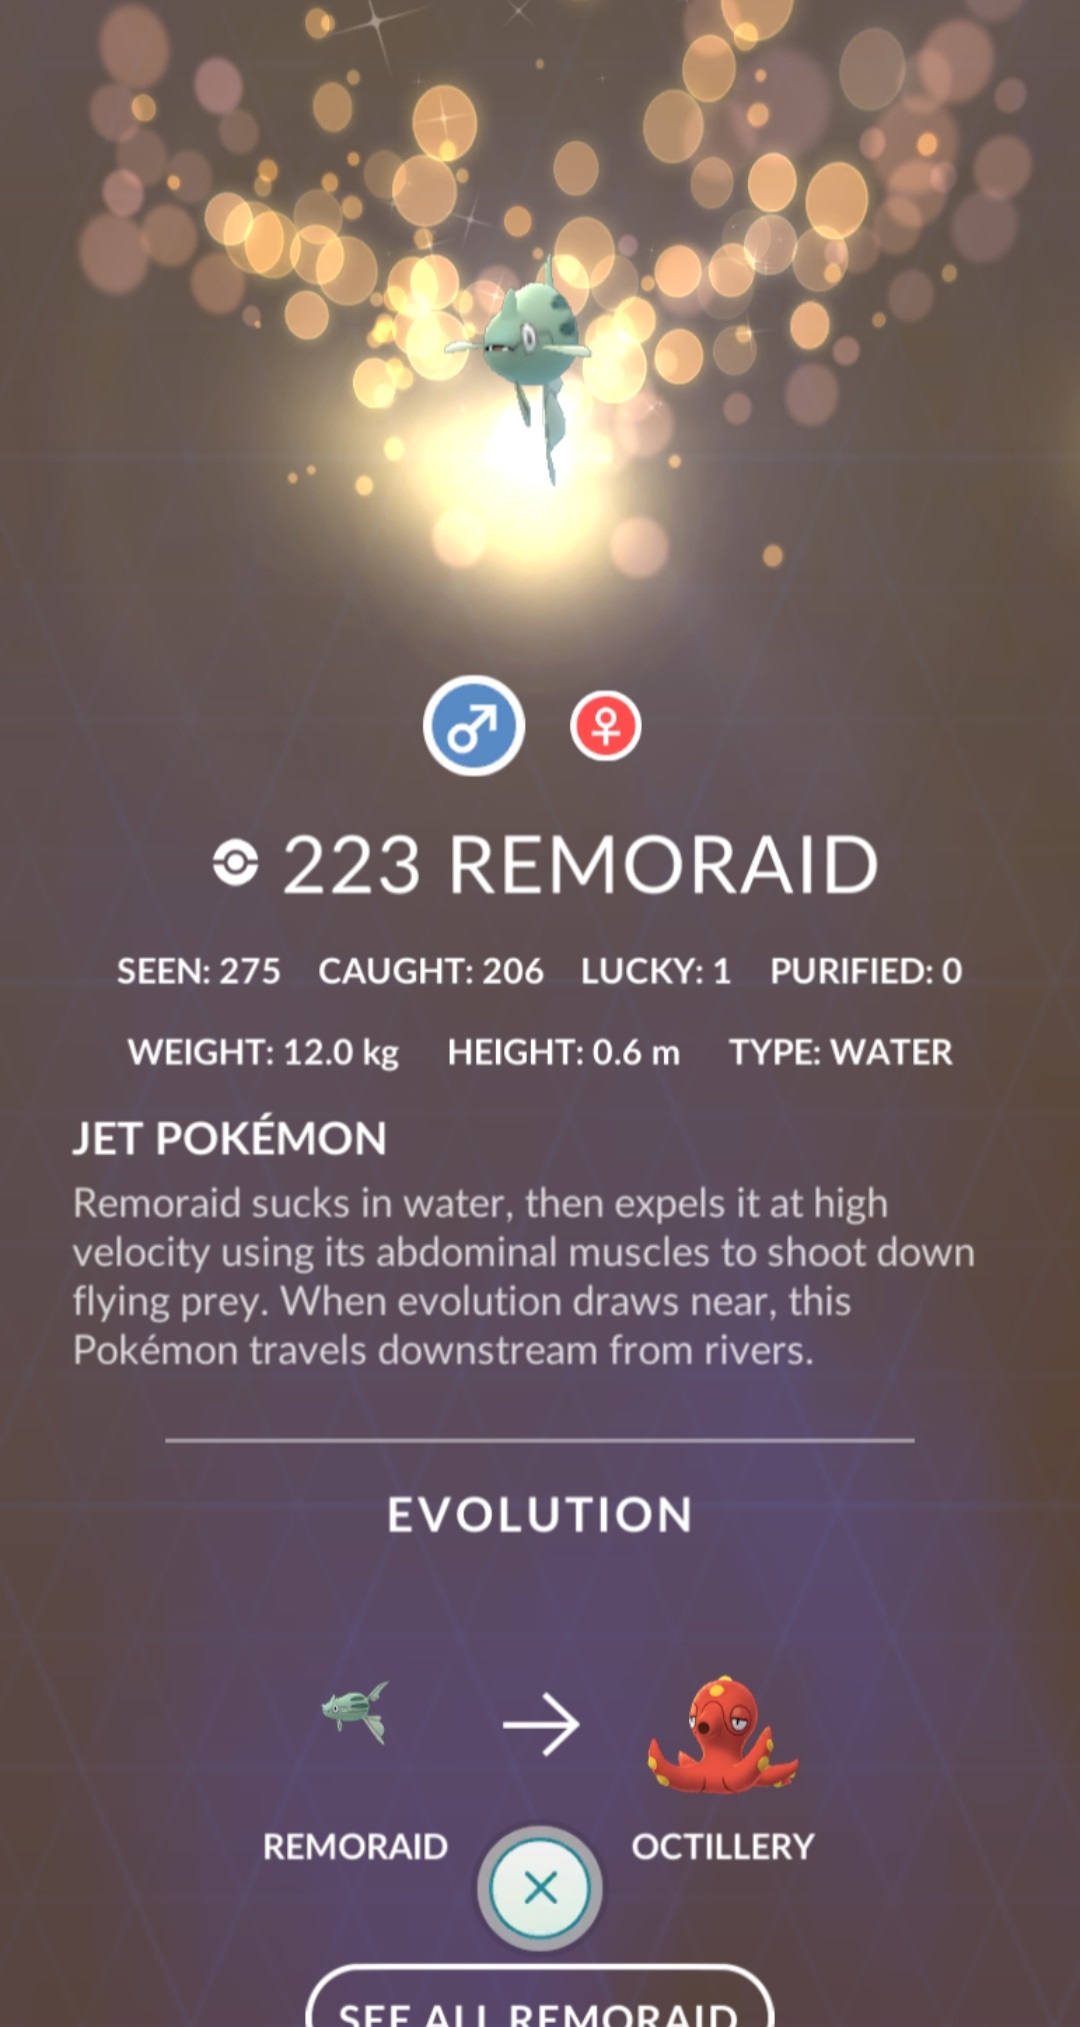 223 REMORAID
SEEN: 275 CAUGHT: 206 LUCKY: 1 PURIFIED: 0
WEIGHT: 12.0 kg HEIGHT: 0.6 m TYPE: WATER
JET POKÉMON
Remoraid sucks in water, then expels it at high
velocity using its abdominal muscles to shoot down
flying prey. When evolution draws near, this
Pokémon travels downstream from rivers.
EVOLUTION
REMORAID OCTILLERY
SEE ALL REMORAID